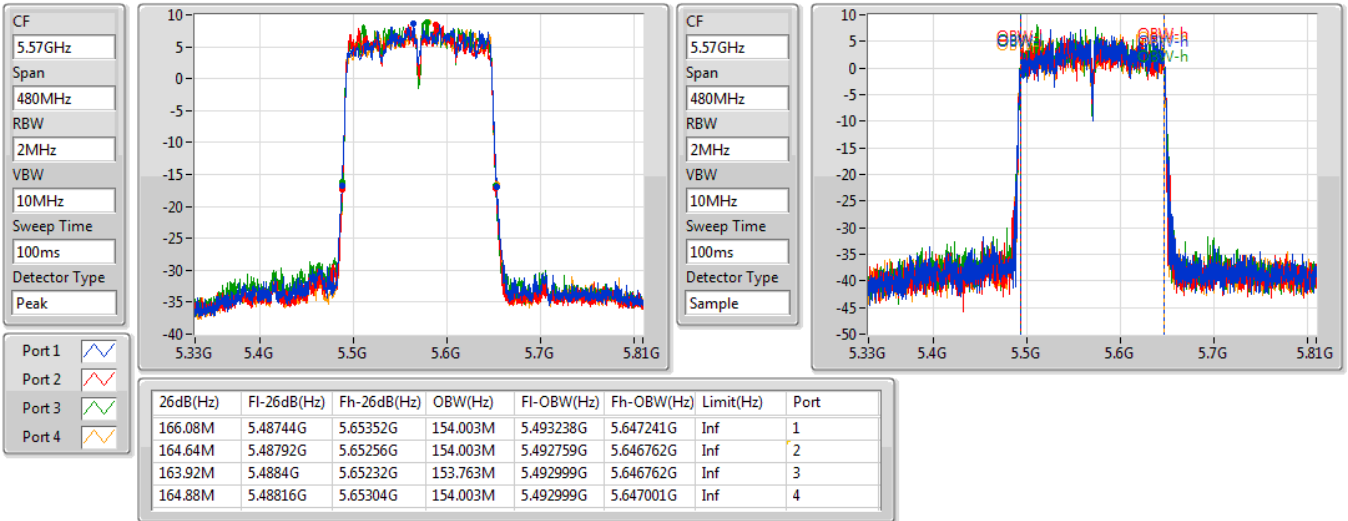 CF
5.57GHz
Span
480MHz
RBW
2MHz
VBW
10MHz
Sweep Time
100ms
Detector Type
Peak
10
5
0
-5
-10
-15
-20
-25
-30
-35
-40
5.33G 5.4G 5.5G 5.6G 5.7G 5.81G
CF
5.57GHz
Span
480MHz
RBW
2MHz
VBW
10MHz
Sweep Time
100ms
Detector Type
Sample
10
5
0
-5
-10
-15
-20
-25
-30
-35
-40
-45
-50
OBW-h
OBW-h
5.33G 5.4G 5.5G 5.6G 5.7G 5.81G
Port 1
Port 2
Port 3
Port 4
26dB(Hz) Fl-26dB(Hz) Fh-26dB(Hz) OBW(Hz) Fl-OBW(Hz) Fh-OBW(Hz) Limit(Hz) Port
166.08M 5.48744G 5.65352G 154.003M 5.493238G 5.647241G Inf 1
164.64M 5.48792G 5.65256G 154.003M 5.492759G 5.646762G Inf 2
163.92M 5.4884G 5.65232G 153.763M 5.492999G 5.646762G Inf 3
164.88M 5.48816G 5.65304G 154.003M 5.492999G 5.647001G Inf 4